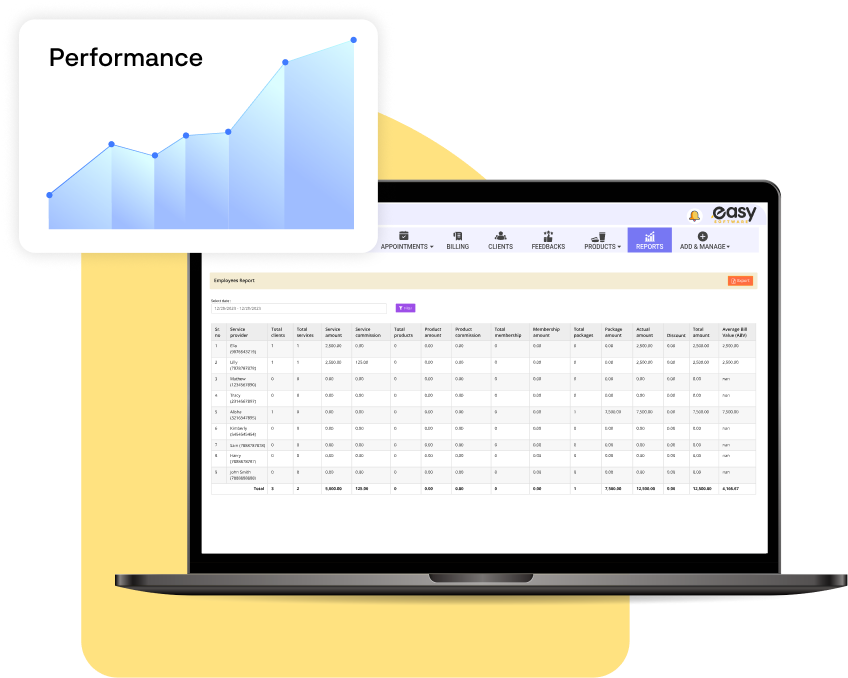 Performance
easy
SOFTWARE
APPOINTMENTS BILLING CLIENTS FEEDBACKS PRODUCTS REPORTS ADD & MANAGE
Employees Report
Export
Select date :
12/28/2023 - 12/28/2023
Filter
Sr. no Service provider Total clients Total services Service amount Service commission Total products Product amount Product commission Total membership Membership amount Total packages Package amount Actual amount Discount Total amount Average Bill Value (ABV)
1 Ella 1 1 2,500.00 0.00 0 0.00 0.00 0 0.00 0 0.00 2,500.00 0.00 2,500.00 2,500.00
2 Lilly 1 1 2,500.00 125.00 0 0.00 0.00 0 0.00 0 0.00 2,500.00 0.00 2,500.00 2,500.00
(7878787878)
3 Mathew 0 0 0.00 0.00 0 0.00 0.00 0 0.00 0 0.00 0.00 0.00 0.00 nan
(1234567890)
4 Tracy 0 0 0.00 0.00 0 0.00 0.00 0 0.00 0 0.00 0.00 0.00 0.00 nan
5 1 0 0.00 0.00 0 0.00 0.00 0 0.00 1 7,500.00 7,500.00 0.00 7,500.00 7,500.00
6 Kimberly 0 0 0.00 0.00 0 0.00 0.00 0 0.00 0 0.00 0.00 0.00 0.00 nan
7 Sam 0 0 0.00 0.00 0 0.00 0.00 0 0.00 0 0.00 0.00 0.00 0.00 nan
8 Harry 0 0 0.00 0.00 0 0.00 0.00 0 0.00 0 0.00 0.00 0.00 0.00 nan
9 John Smith 0 0 0.00 0.00 0 0.00 0.00 0 0.00 0 0.00 0.00 0.00 0.00 nan
Total 3 2 5,000.00 125.00 0 0.00 0.00 0 0.00 1 7,500.00 12,500.00 0.00 12,500.00 4,166.67